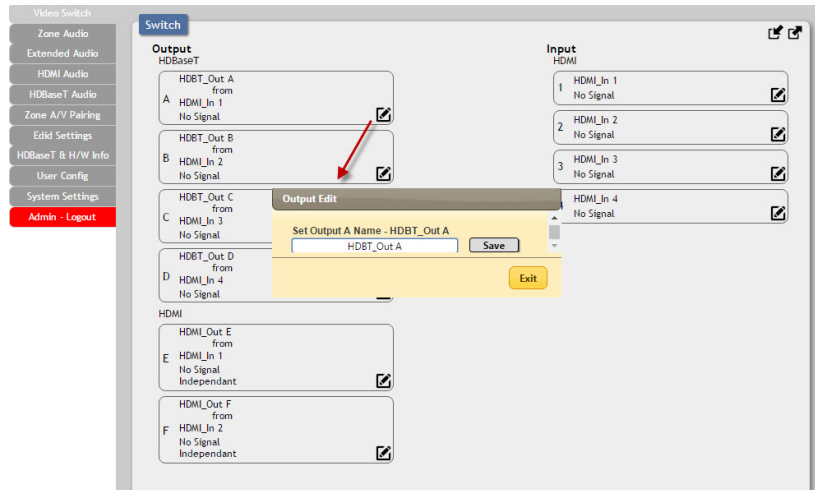 Video Switch
Zone Audio
Extended Audio
HDMI Audio
HDBaseT Audio
Zone A/V Pairing
Edid Settings
HDBaseT & H/W Info
User Config
System Settings
Admin - Logout
Switch
Output
HDBaseT
A
HDBT_Out A
from
HDMI_In 1
No Signal
B
HDBT_Out B
from
HDMI_In 2
No Signal
C
HDBT_Out C
from
HDMI_In 3
No Signal
D
HDBT_Out D
from
HDMI_In 4
No Signal
HDMI
E
HDMI_Out E
from
HDMI_In 1
No Signal
Independant
F
HDMI_Out F
from
HDMI_In 2
No Signal
Independant
Input
HDMI
1
HDMI_In 1
No Signal
2
HDMI_In 2
No Signal
3
HDMI_In 3
No Signal
HDMI_In 4
No Signal
Output Edit
Set Output A Name - HDBT_Out A
HDBT_Out A
Save
Exit